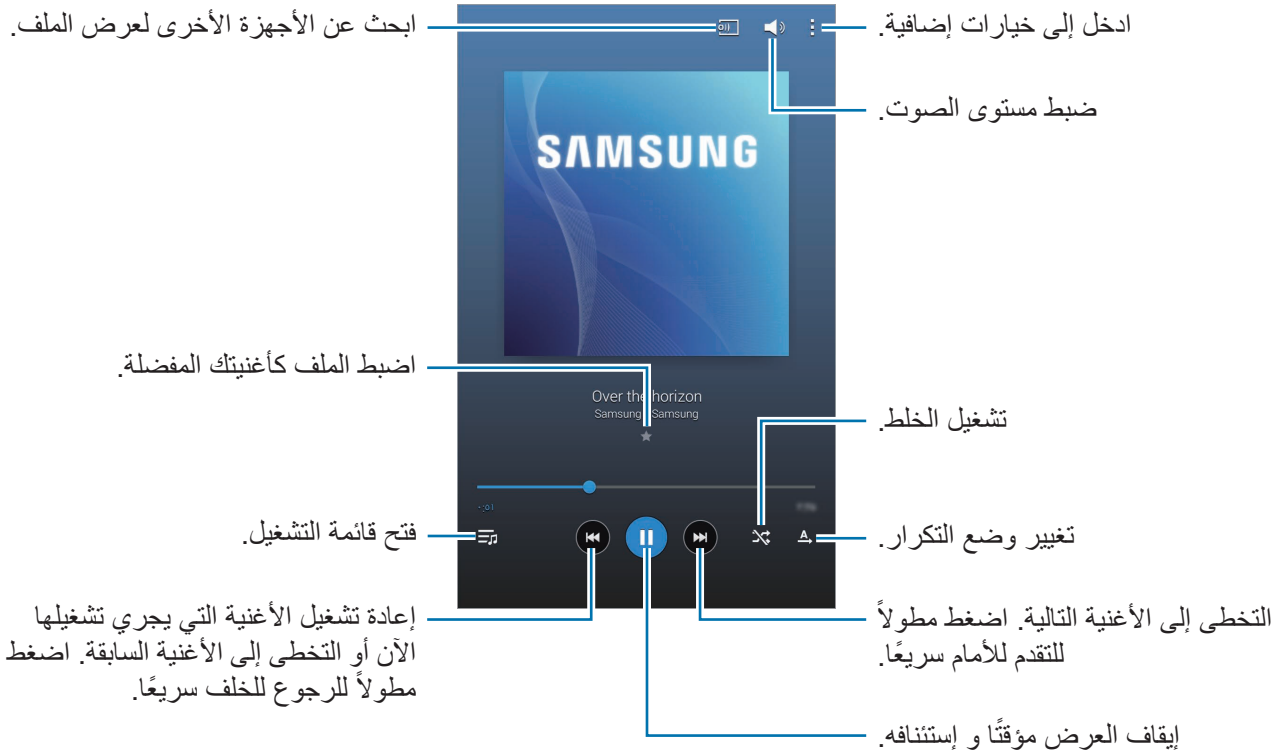 ابحث عن الأجهزة الأخرى لعرض الملف.
ادخل إلى خيارات إضافية.
ضبط مستوى الصوت.
SAMSUNG
اضبط الملف كأغنيتك المفضلة.
Over the horizon
Samsung Samsung
تشغيل الخلط.
فتح قائمة التشغيل.
A
تغيير وضع التكرار.
إعادة تشغيل الأغنية التي يجري تشغيلها
الآن أو التخطى إلى الأغنية السابقة. اضغط
مطولاً للرجوع للخلف سريعًا.
التخطى إلى الأغنية التالية. اضغط مطولاً
للتقدم للأمام سريعًا.
إيقاف العرض مؤقتًا و إستئنافه.